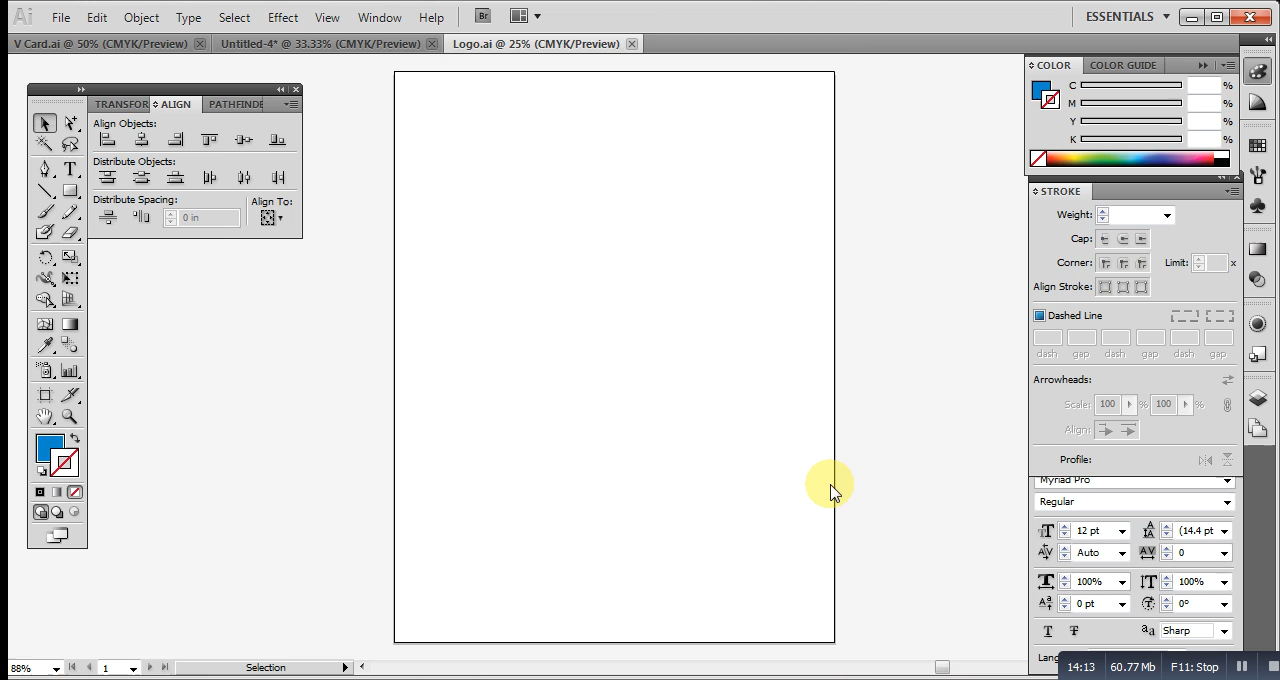 Ai File Edit Object Type Select Effect View Window Help Br ESSENTIALS
V Card.ai @ 50% (CMYK/Preview) Untitled-4* @ 33.33% (CMYK/Preview) Logo.ai @ 25% (CMYK/Preview)
COLOR COLOR GUIDE
C %
M %
Y %
K %
TRANSFOR ALIGN PATHFINDE
Align Objects:
Distribute Objects:
Distribute Spacing: Align To:
0 in
STROKE
Weight:
Cap:
Corner: Limit: x
Align Stroke:
Dashed Line
dash gap dash gap dash gap
Arrowheads:
Scale: 100 % 100 %
Align:
Profile:
Myriad Pro
Regular
12 pt (14.4 pt
Auto 0
100% 100%
0 pt 0°
T T aa Sharp
Lang
88% 1 Selection
14:13 60.77 Mb F11: Stop